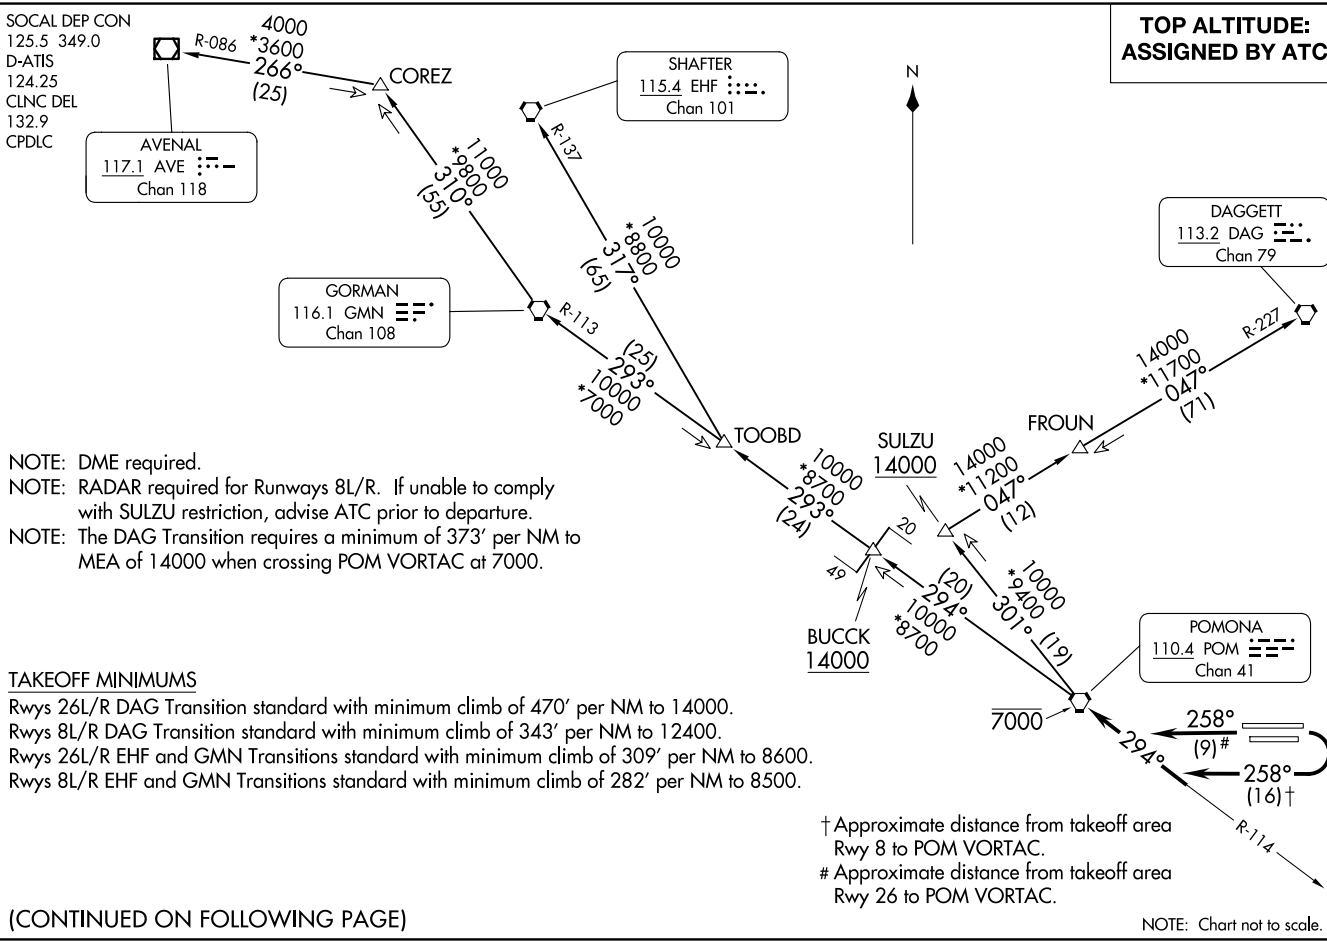 SOCAL DEP CON
125.5 349.0
D-ATIS
124.25
CLNC DEL
132.9
CPDLC
TOP ALTITUDE:
ASSIGNED BY ATC
R-086
4000
*3600
266°
(25)
COREZ
AVENAL
117.1 AVE
Chan 118
SHAFTER
115.4 EHF
Chan 101
N
R-137
11000
*9800
310°
(55)
10000
*8800
317°
(65)
DAGGETT
113.2 DAG
Chan 79
GORMAN
116.1 GMN
Chan 108
R-113
(25)
293°
10000
*7000
R-227
14000
*11700
047°
(71)
TOOBD
FROUN
SULZU
14000
14000
*11200
047°
(12)
10000
*8700
293°
(24)
20
49
BUCCK
14000
(20)
294°
10000
*8700
10000
*9400
301°
(19)
POMONA
110.4 POM
Chan 41
7000
294°
258°
(9)#
258°
(16)†
R-114
NOTE: DME required.
NOTE: RADAR required for Runways 8L/R. If unable to comply
with SULZU restriction, advise ATC prior to departure.
NOTE: The DAG Transition requires a minimum of 373' per NM to
MEA of 14000 when crossing POM VORTAC at 7000.
TAKEOFF MINIMUMS
Rwys 26L/R DAG Transition standard with minimum climb of 470' per NM to 14000.
Rwys 8L/R DAG Transition standard with minimum climb of 343' per NM to 12400.
Rwys 26L/R EHF and GMN Transitions standard with minimum climb of 309' per NM to 8600.
Rwys 8L/R EHF and GMN Transitions standard with minimum climb of 282' per NM to 8500.
†Approximate distance from takeoff area
Rwy 8 to POM VORTAC.
# Approximate distance from takeoff area
Rwy 26 to POM VORTAC.
(CONTINUED ON FOLLOWING PAGE)
NOTE: Chart not to scale.